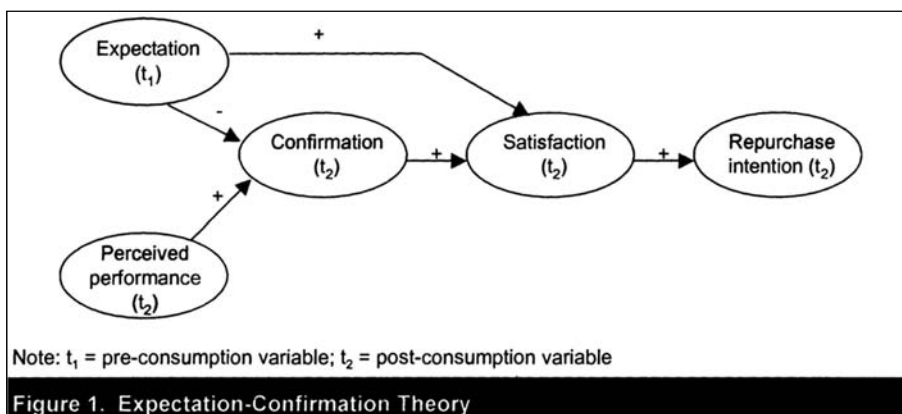 Expectation
(t₁)
+
-
Confirmation
(t₂)
+
Satisfaction
(t₂)
+
Repurchase
intention (t₂)
+
Perceived
performance
(t₂)
Note: t₁ = pre-consumption variable; t₂ = post-consumption variable
Figure 1. Expectation-Confirmation Theory